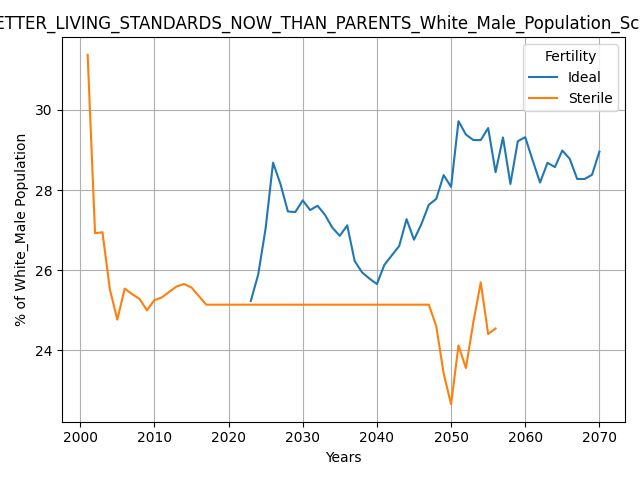 ETTER_LIVING_STANDARDS_NOW_THAN_PARENTS_White_Male_Population_Sc
Fertility
Ideal
Sterile
% of White_Male Population
30
28
26
24
2000 2010 2020 2030 2040 2050 2060 2070
Years